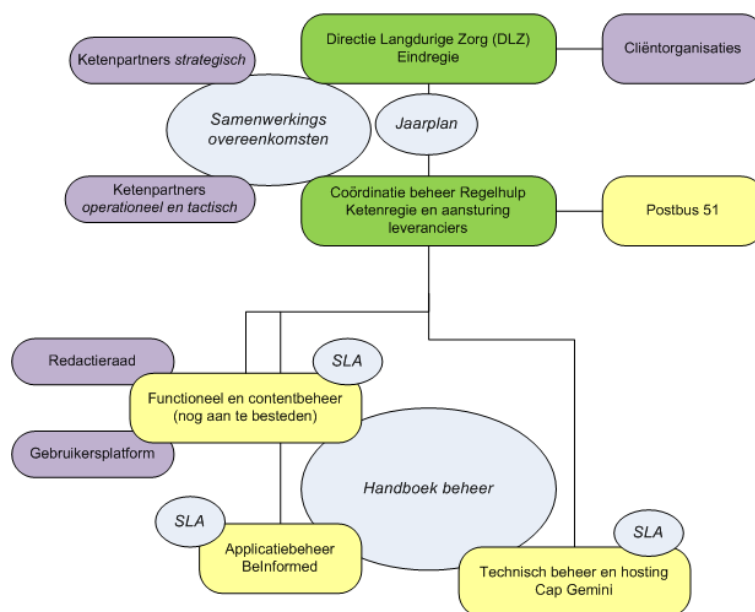 Directie Langdurige Zorg (DLZ)
Eindregie
Cliëntorganisaties
Ketenpartners strategisch
Samenwerkings
overeenkomsten
Jaarplan
Ketenpartners
operationeel en tactisch
Coördinatie beheer Regelhulp
Ketenregie en aansturing
leveranciers
Postbus 51
Redactieraad
SLA
Functioneel en contentbeheer
(nog aan te besteden)
Gebruikersplatform
Handboek beheer
SLA
Applicatiebeheer
BeInformed
SLA
Technisch beheer en hosting
Cap Gemini